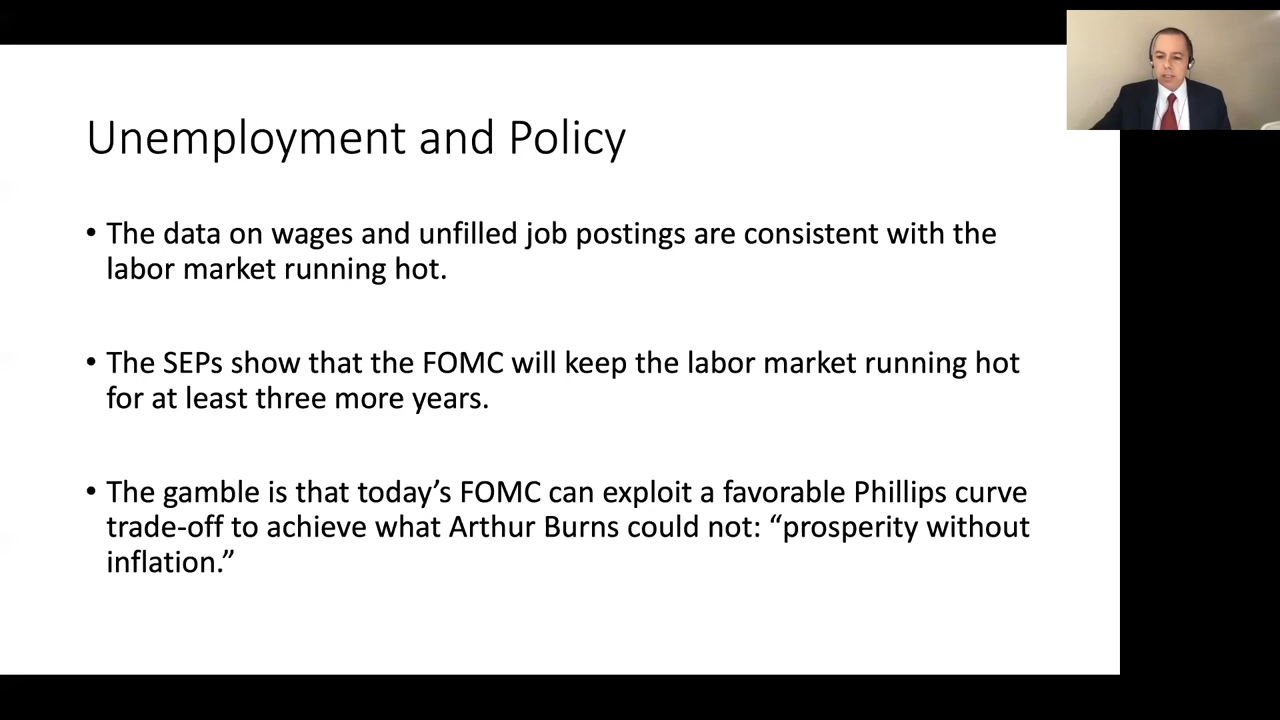 Unemployment and Policy
• The data on wages and unfilled job postings are consistent with the
labor market running hot.
• The SEPs show that the FOMC will keep the labor market running hot
for at least three more years.
• The gamble is that today’s FOMC can exploit a favorable Phillips curve
trade-off to achieve what Arthur Burns could not: “prosperity without
inflation.”